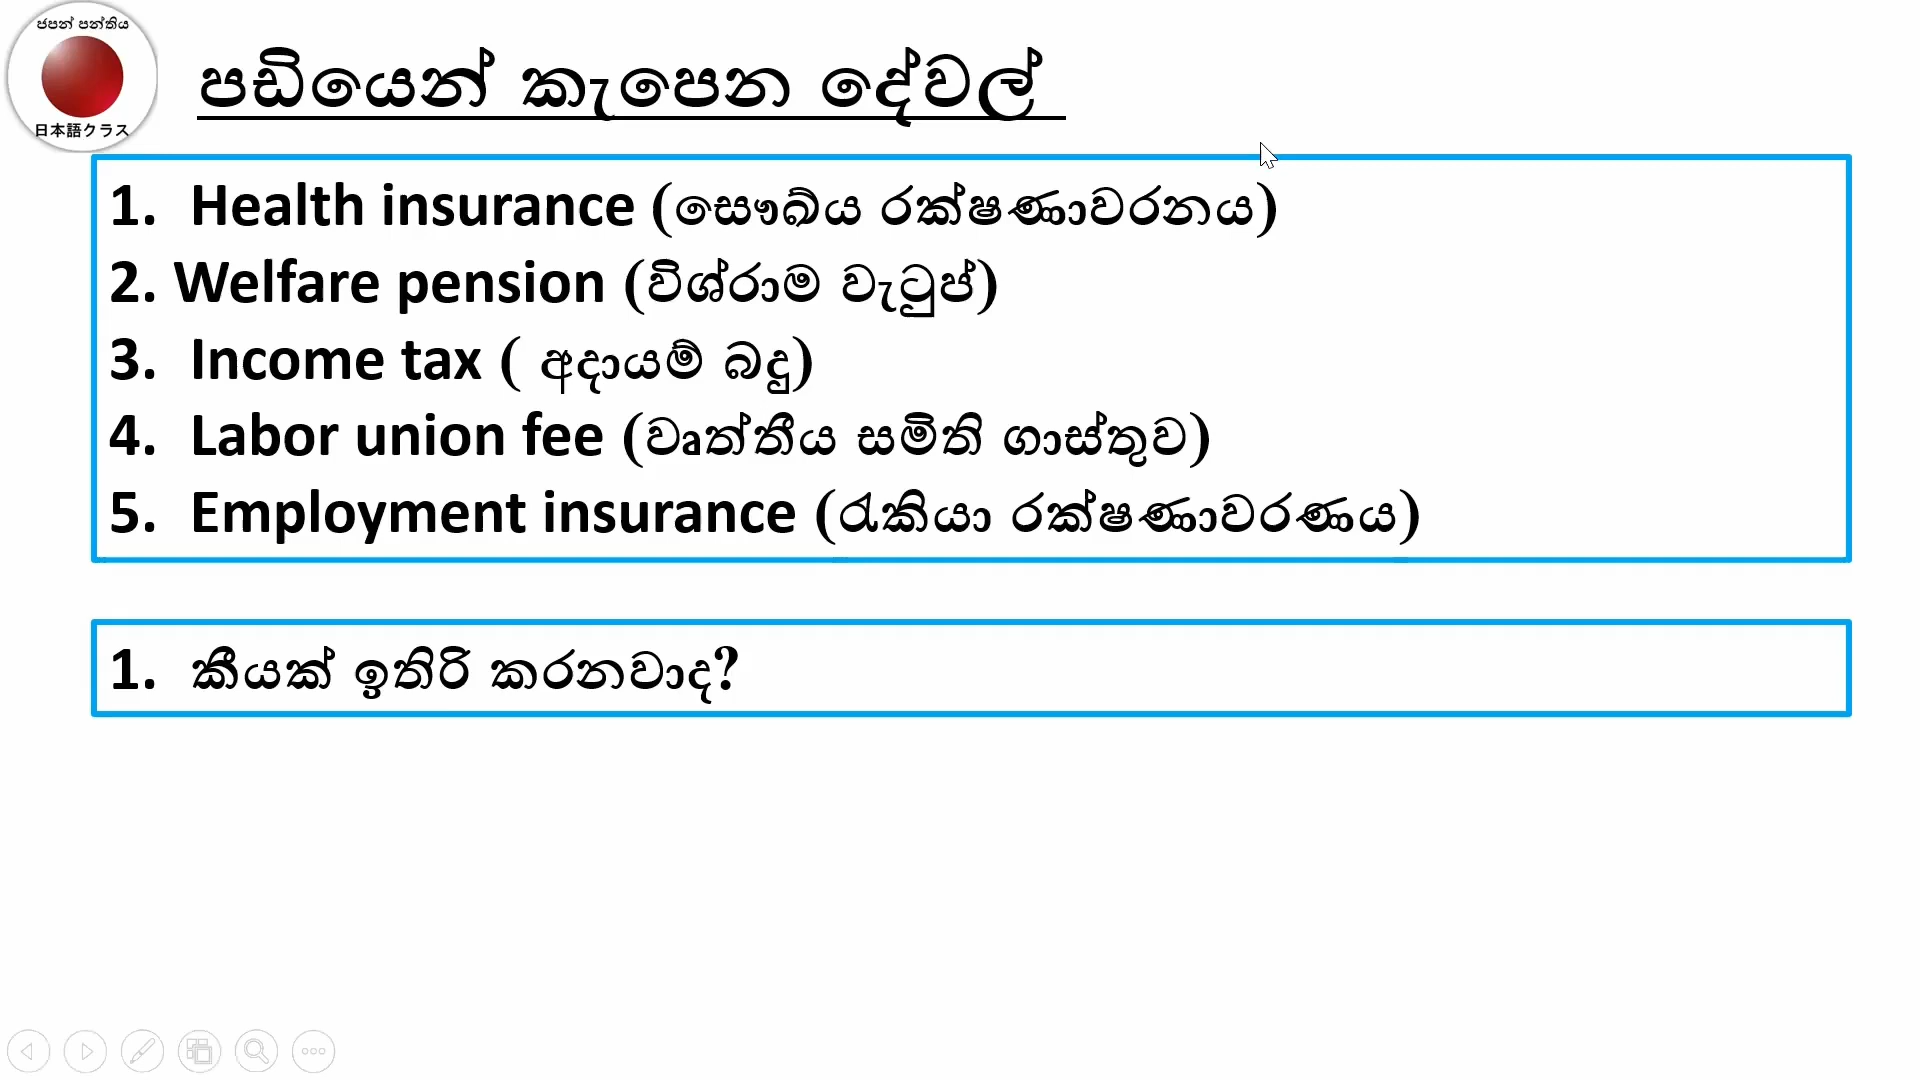 ජපන් පන්තිය
日本語クラス
පඩියෙන් කැපෙන දේවල්
1. Health insurance (සෞඛ්ය රක්ෂණාවරනය)
2. Welfare pension (විශ්රාම වැටුප්)
3. Income tax ( අදායම් බදු)
4. Labor union fee (වෘත්තීය සමිති ගාස්තුව)
5. Employment insurance (රැකියා රක්ෂණාවරණය)
1. කීයක් ඉතිරි කරනවාද?